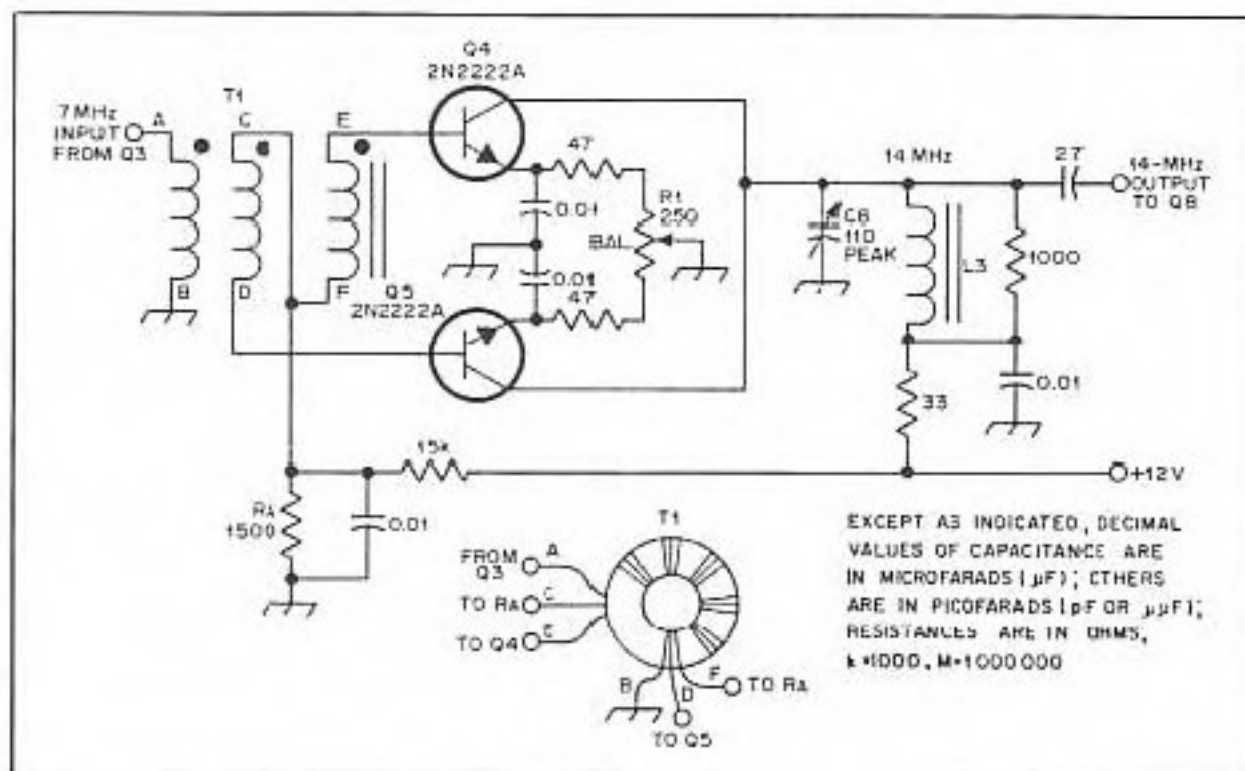 Q4
2N2222A
T1
7 MHz
INPUT
FROM Q3
A
C
E
B
D
F
Q5
2N2222A
47
0.01
R1
250
BAL
0.01
47
14 MHz
C8
110
PEAK
L3
1000
27
14-MHz
OUTPUT
TO Q8
33
0.01
+12V
15k
RA
1500
0.01
T1
FROM
Q3
A
TO RA
C
TO Q4
E
B
D
F
TO RA
TO Q5
EXCEPT AS INDICATED, DECIMAL
VALUES OF CAPACITANCE ARE
IN MICROFARADS (µF); OTHERS
ARE IN PICOFARADS (pF OR µµF);
RESISTANCES ARE IN OHMS,
k=1000, M=1000000